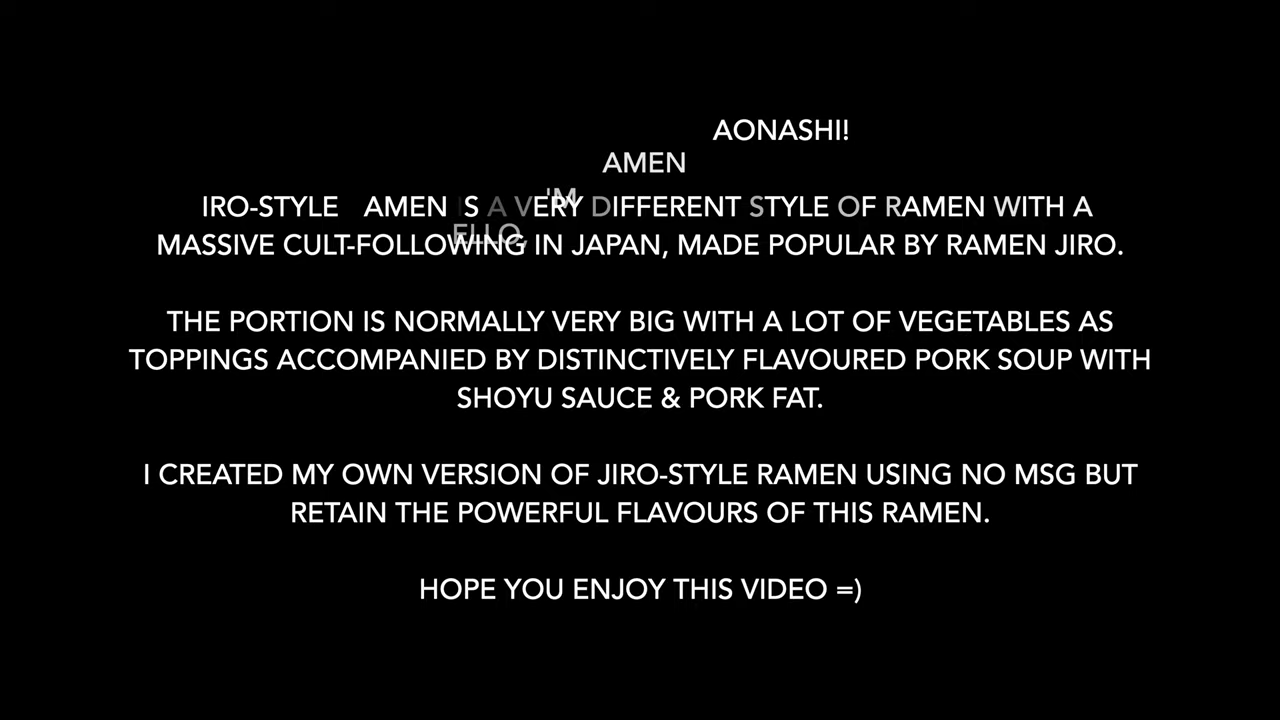 AONASHI!
AMEN
'M
IRO-STYLE AMEN IS A VERY DIFFERENT STYLE OF RAMEN WITH A
ELLO,
MASSIVE CULT-FOLLOWING IN JAPAN, MADE POPULAR BY RAMEN JIRO.
THE PORTION IS NORMALLY VERY BIG WITH A LOT OF VEGETABLES AS
TOPPINGS ACCOMPANIED BY DISTINCTIVELY FLAVOURED PORK SOUP WITH
SHOYU SAUCE & PORK FAT.
I CREATED MY OWN VERSION OF JIRO-STYLE RAMEN USING NO MSG BUT
RETAIN THE POWERFUL FLAVOURS OF THIS RAMEN.
HOPE YOU ENJOY THIS VIDEO =)